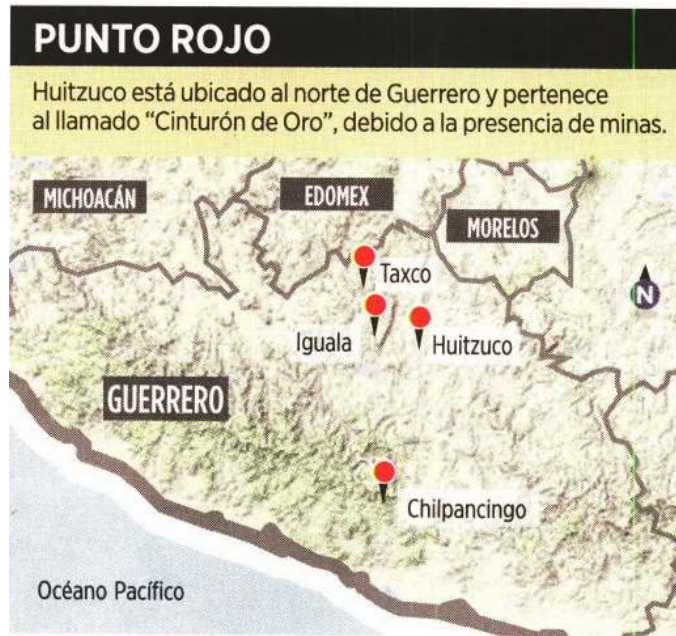 PUNTO ROJO
Huitzuco está ubicado al norte de Guerrero y pertenece
al llamado “Cinturón de Oro”, debido a la presencia de minas.
MICHOACÁN
EDOMEX
MORELOS
Taxco
N
Iguala
Huitzuco
GUERRERO
Chilpancingo
Océano Pacífico